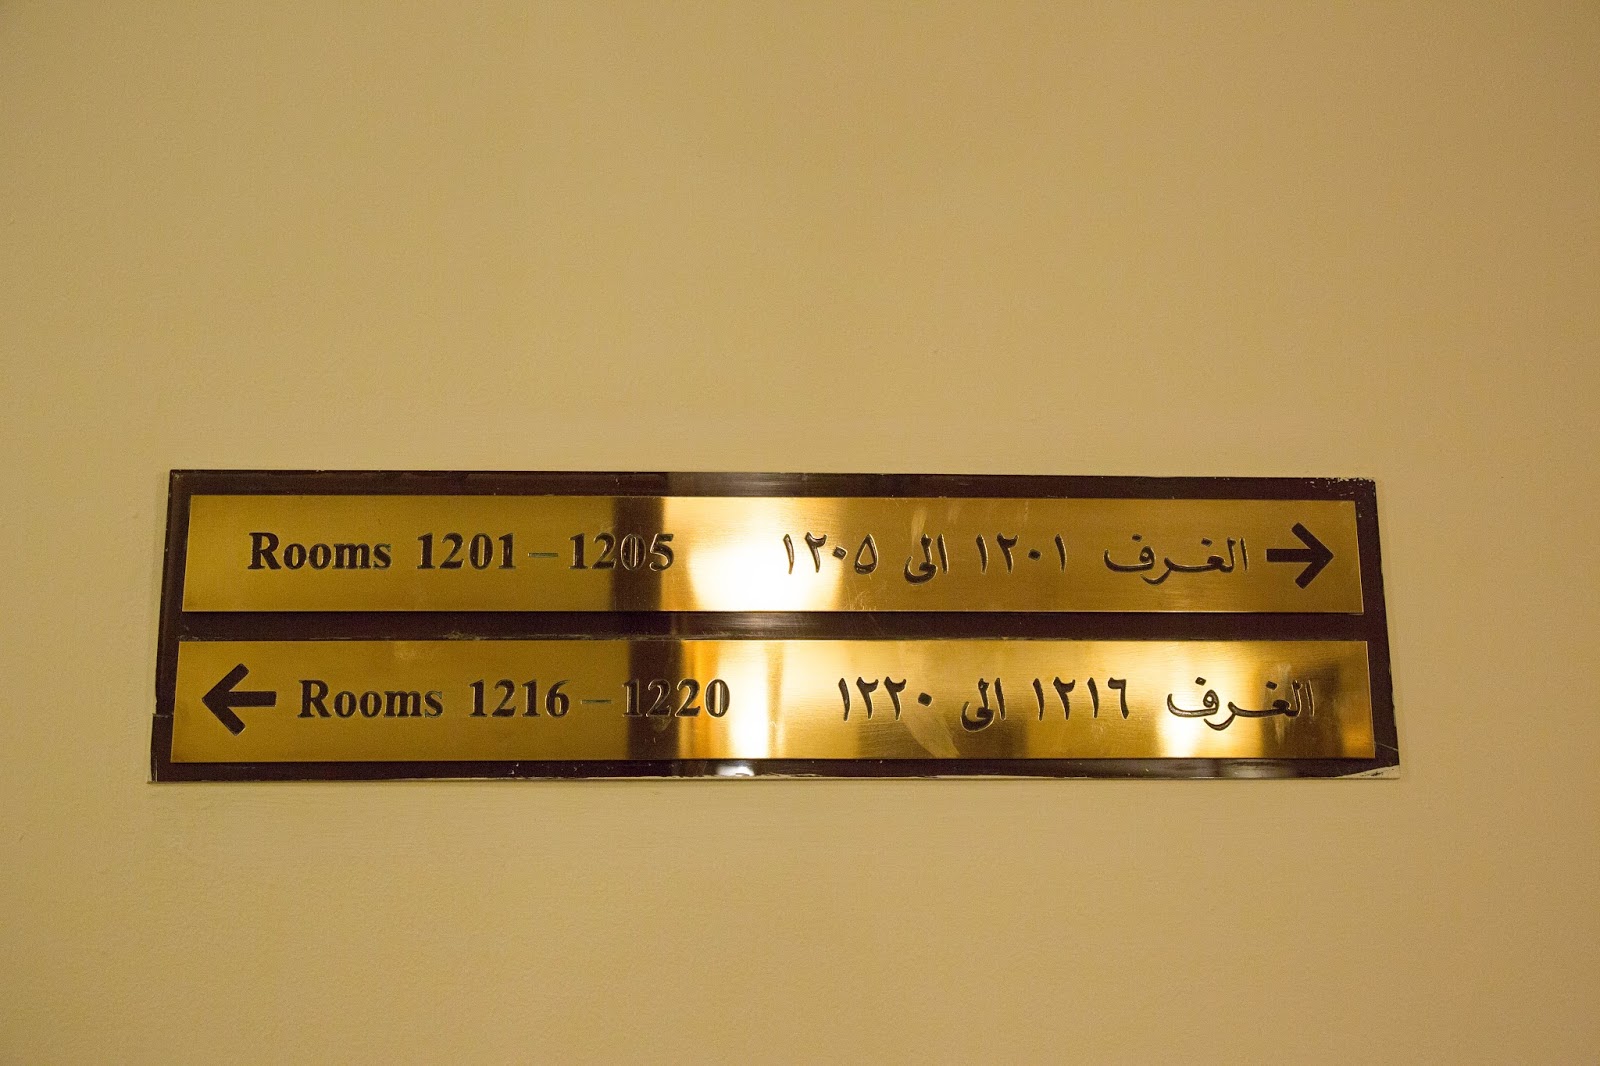 Rooms 1201 – 1205 الغرف ١٢٠١ الى ١٢٠٥
Rooms 1216 – 1220 الغرف ١٢١٦ الى ١٢٢٠